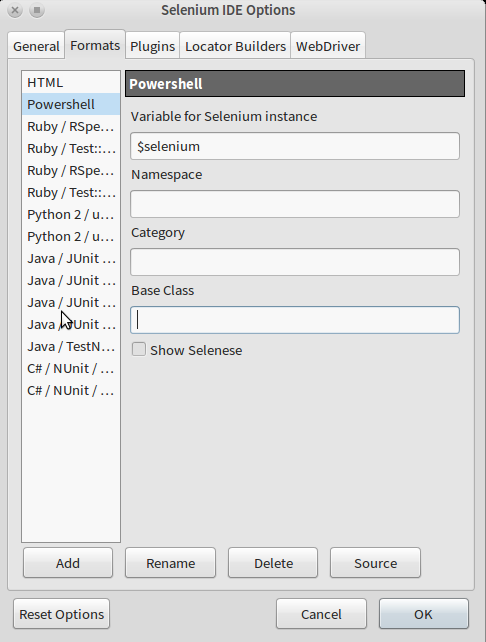 Selenium IDE Options
General Formats Plugins Locator Builders WebDriver
HTML
Powershell
Ruby / RSpe...
Ruby / Test::...
Ruby / RSpe...
Ruby / Test::...
Python 2 / u...
Python 2 / u...
Java / JUnit ...
Java / JUnit ...
Java / JUnit ...
Java / JUnit ...
Java / TestN...
C# / NUnit / ...
C# / NUnit / ...
Powershell
Variable for Selenium instance
$selenium
Namespace
Category
Base Class
Show Selenese
Add Rename Delete Source
Reset Options Cancel OK